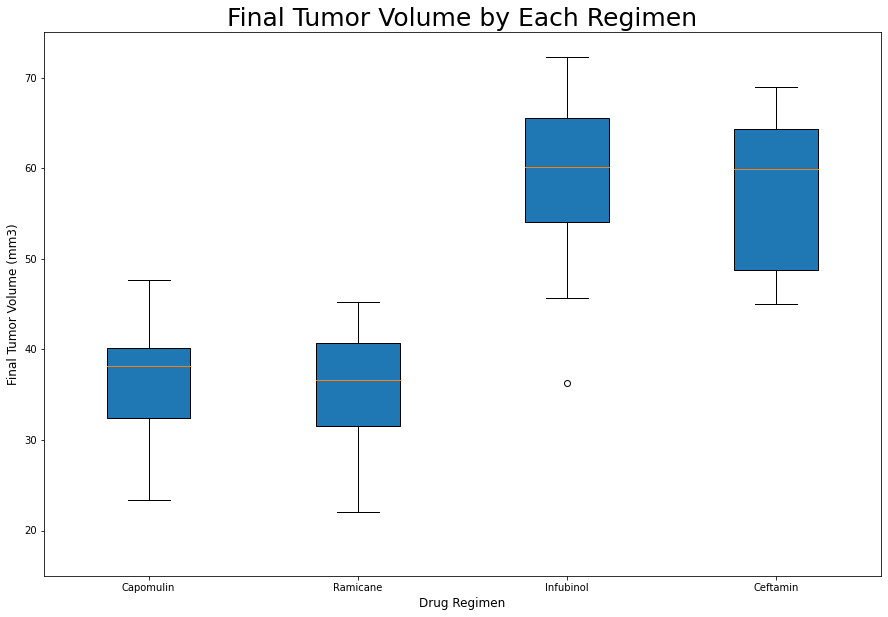 Final Tumor Volume by Each Regimen
Final Tumor Volume (mm3)
70
60
50
40
30
20
Capomulin
Ramicane
Infubinol
Ceftamin
Drug Regimen